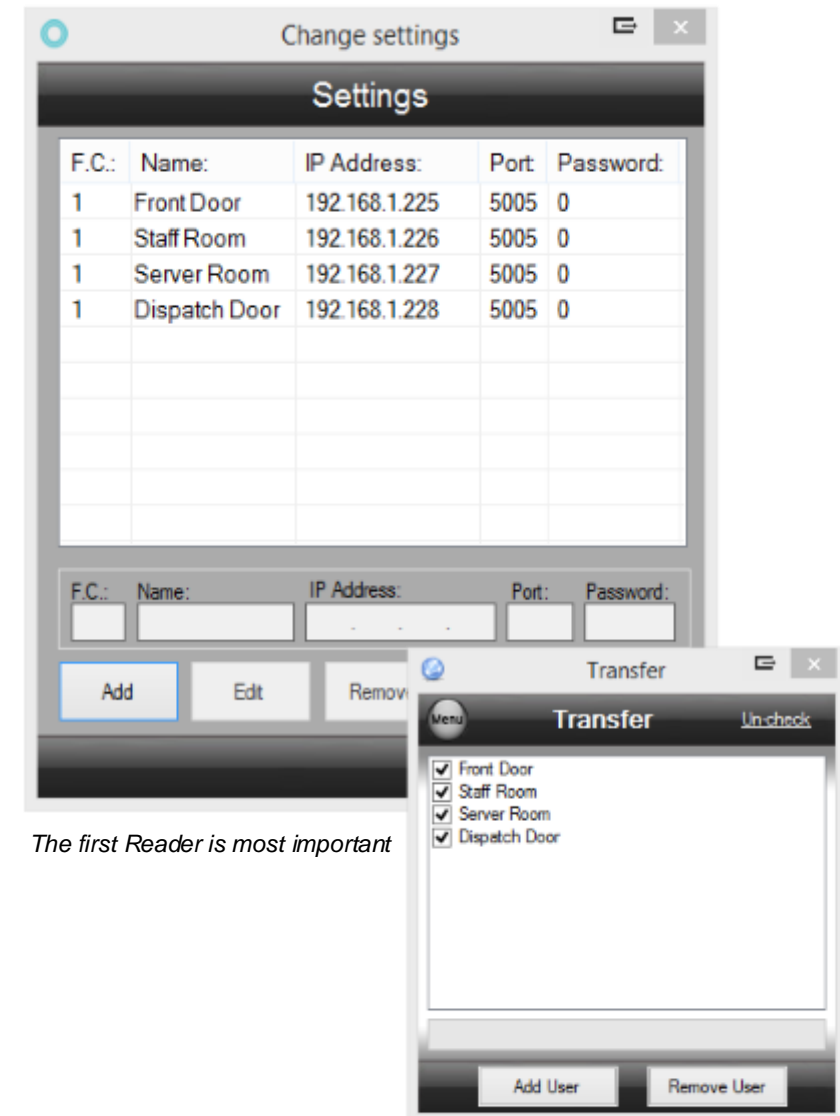 Change settings
Settings
F.C.: Name: IP Address: Port: Password:
1 Front Door 192.168.1.225 5005 0
1 Staff Room 192.168.1.226 5005 0
1 Server Room 192.168.1.227 5005 0
1 Dispatch Door 192.168.1.228 5005 0
F.C.: Name: IP Address: Port: Password:
. . .
Add Edit Remov
The first Reader is most important
Transfer
Menu Transfer Un-check
Front Door
Staff Room
Server Room
Dispatch Door
Add User Remove User